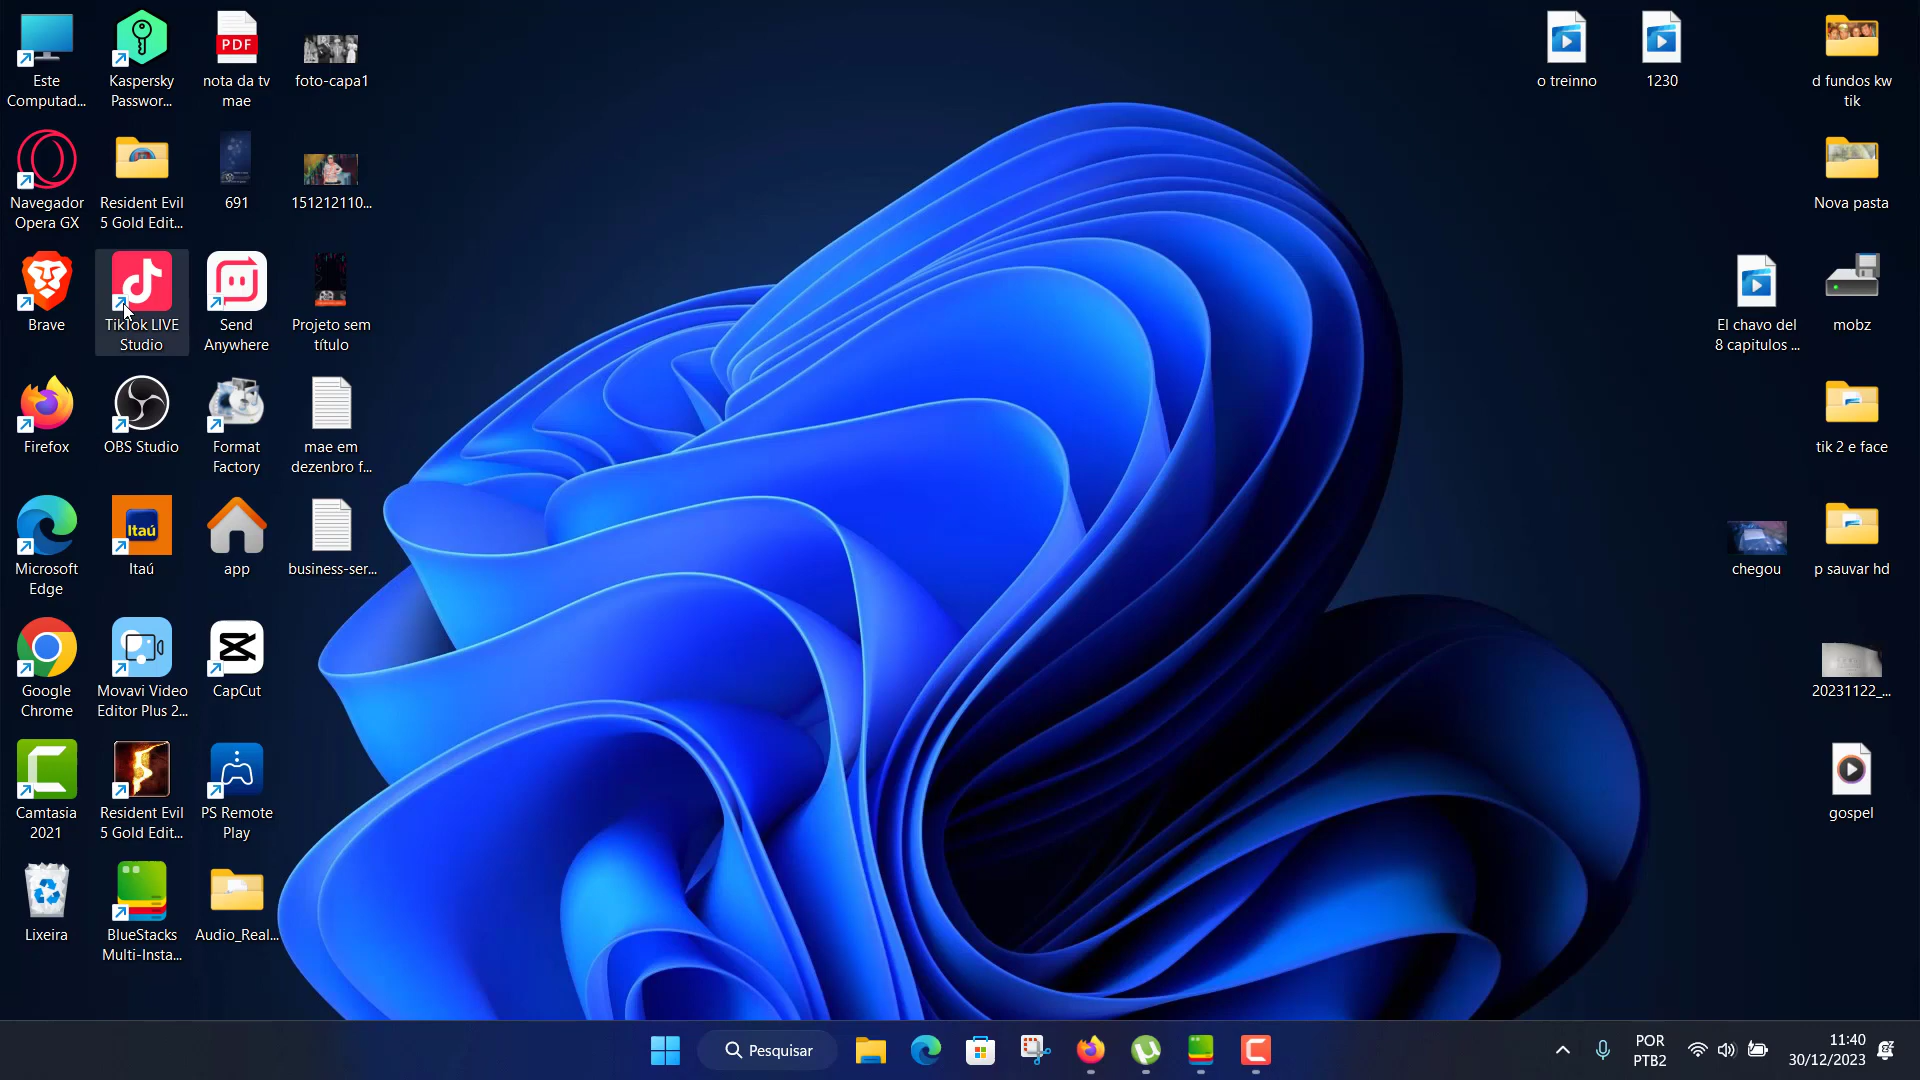 Este
Computad...
Kaspersky
Passwor...
PDF
nota da tv
mae
foto-capa1
o treinno
1230
d fundos kw
tik
Navegador
Opera GX
Resident Evil
5 Gold Edit...
691
151212110...
Nova pasta
Brave
TikTok LIVE
Studio
Send
Anywhere
Projeto sem
título
El chavo del
8 capitulos ...
mobz
Firefox
OBS Studio
Format
Factory
mae em
dezenbro f...
tik 2 e face
Microsoft
Edge
Itaú
Itaú
app
business-ser...
chegou
p sauvar hd
Google
Chrome
Movavi Video
Editor Plus 2...
CapCut
20231122_...
Camtasia
2021
Resident Evil
5 Gold Edit...
PS Remote
Play
gospel
Lixeira
BlueStacks
Multi-Insta...
Audio_Real...
Pesquisar
POR
PTB2
11:40
30/12/2023